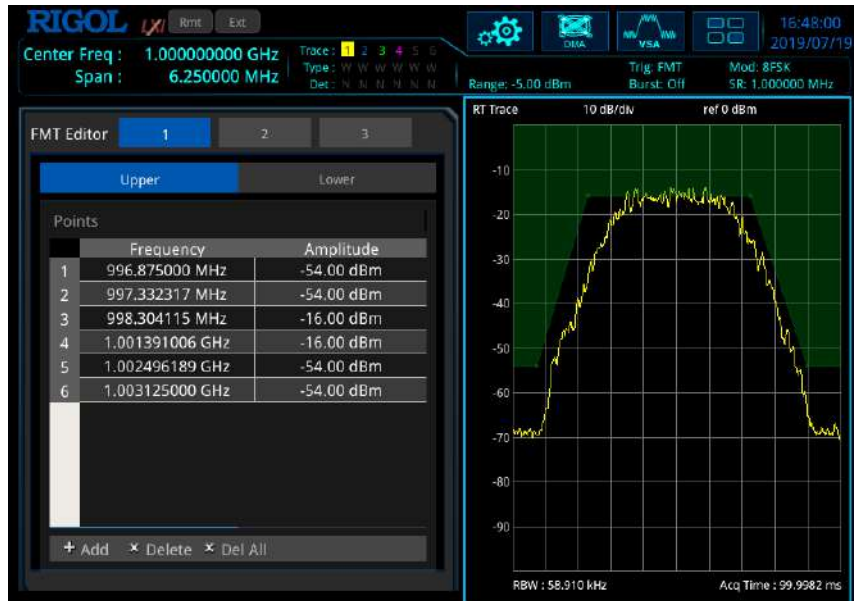 RIGOL LXI Rmt Ext
16:48:00
2019/07/19
DMA
VSA
Center Freq : 1.000000000 GHz
Span : 6.250000 MHz
Trace : 1 2 3 4 5 6
Type : W W W W W W
Det : N N N N N N
Range: -5.00 dBm
Trig: FMT
Burst: Off
Mod: 8FSK
SR: 1.000000 MHz
FMT Editor 1 2 3
Upper Lower
Points
Frequency Amplitude
1 996.875000 MHz -54.00 dBm
2 997.332317 MHz -54.00 dBm
3 998.304115 MHz -16.00 dBm
4 1.001391006 GHz -16.00 dBm
5 1.002496189 GHz -54.00 dBm
6 1.003125000 GHz -54.00 dBm
+ Add × Delete × Del All
RT Trace 10 dB/div ref 0 dBm
-10
-20
-30
-40
-50
-60
-70
-80
-90
RBW : 58.910 kHz Acq Time : 99.9982 ms